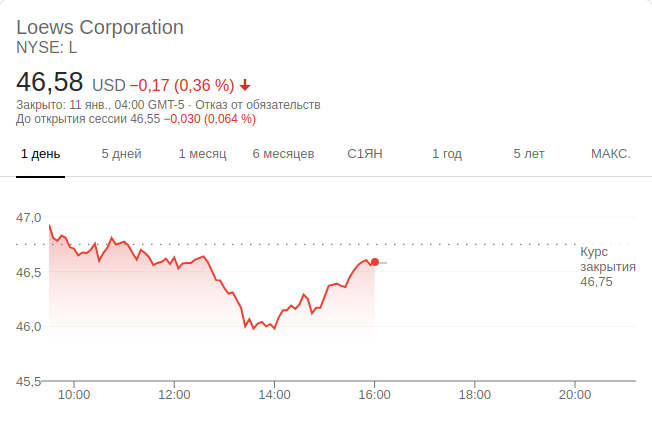 Loews Corporation
NYSE: L
46,58 USD −0,17 (0,36 %)
Закрыто: 11 янв., 04:00 GMT-5 · Отказ от обязательств
До открытия сессии 46,55 −0,030 (0,064 %)
1 день 5 дней 1 месяц 6 месяцев С1ЯН 1 год 5 лет МАКС.
47,0
Курс
закрытия
46,5
46,75
46,0
45,5
10:00 12:00 14:00 16:00 18:00 20:00